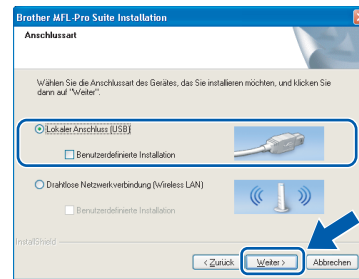 Brother MFL-Pro Suite Installation
Anschlussart
Wählen Sie die Anschlussart des Gerätes, das Sie installieren möchten, und klicken Sie
dann auf "Weiter".
Lokaler Anschluss (USB)
Benutzerdefinierte Installation
Drahtlose Netzwerkverbindung (Wireless LAN)
Benutzerdefinierte Installation
InstallShield
< Zurück Weiter > Abbrechen